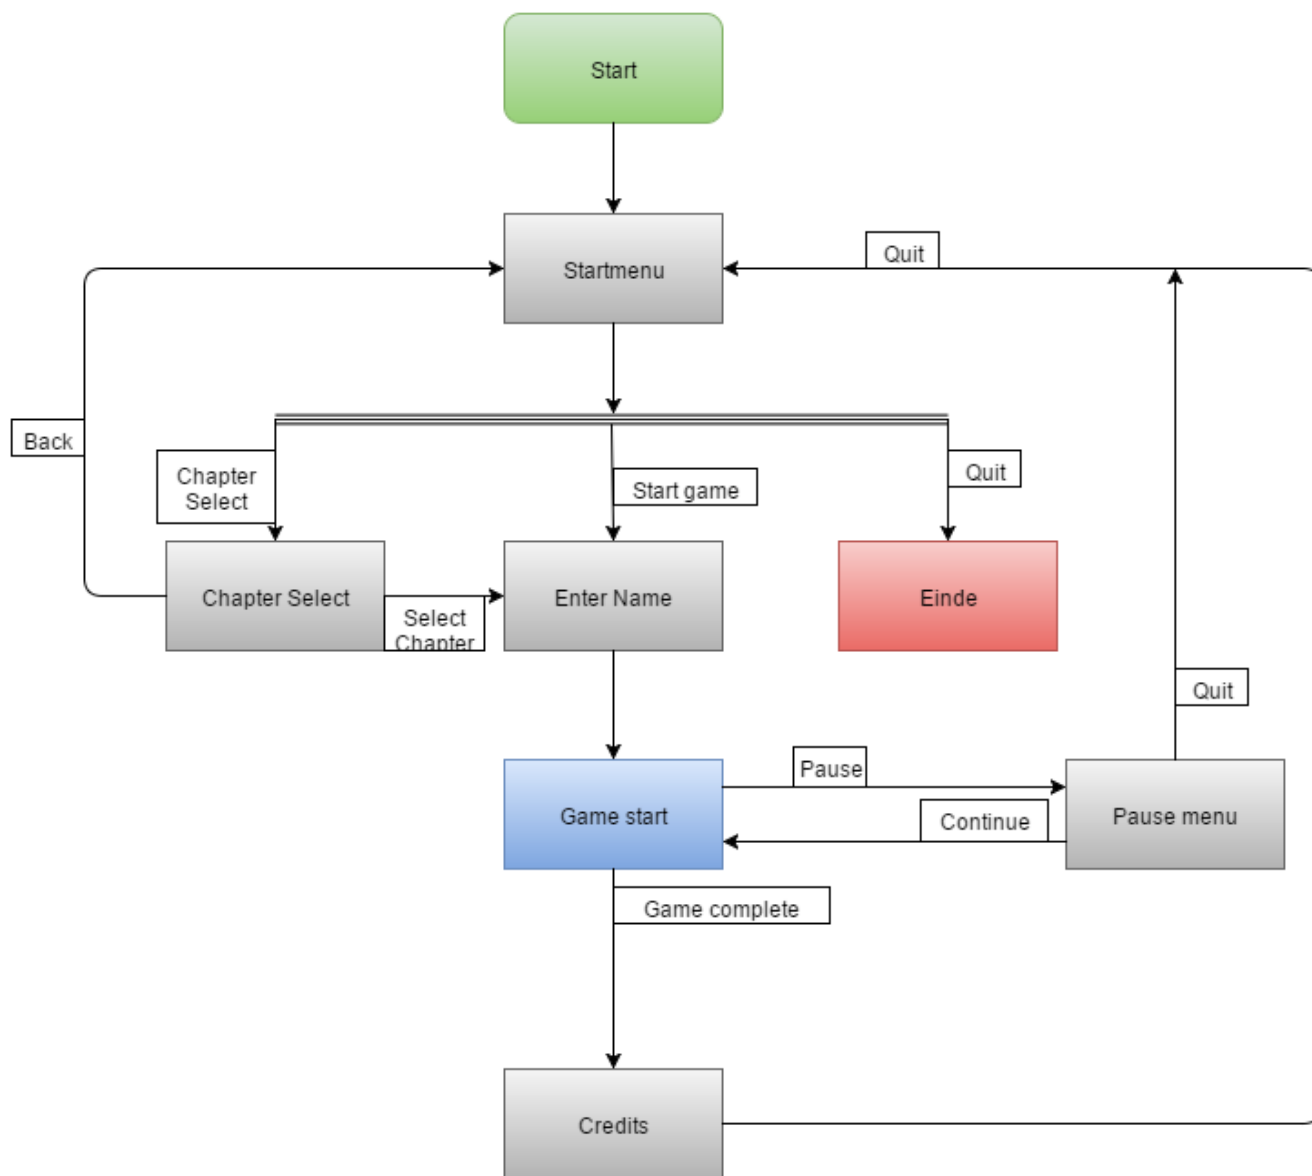 Start
Startmenu
Quit
Back
Chapter
Select
Start game
Quit
Chapter Select
Select
Chapter
Enter Name
Einde
Quit
Game start
Pause
Continue
Pause menu
Game complete
Credits